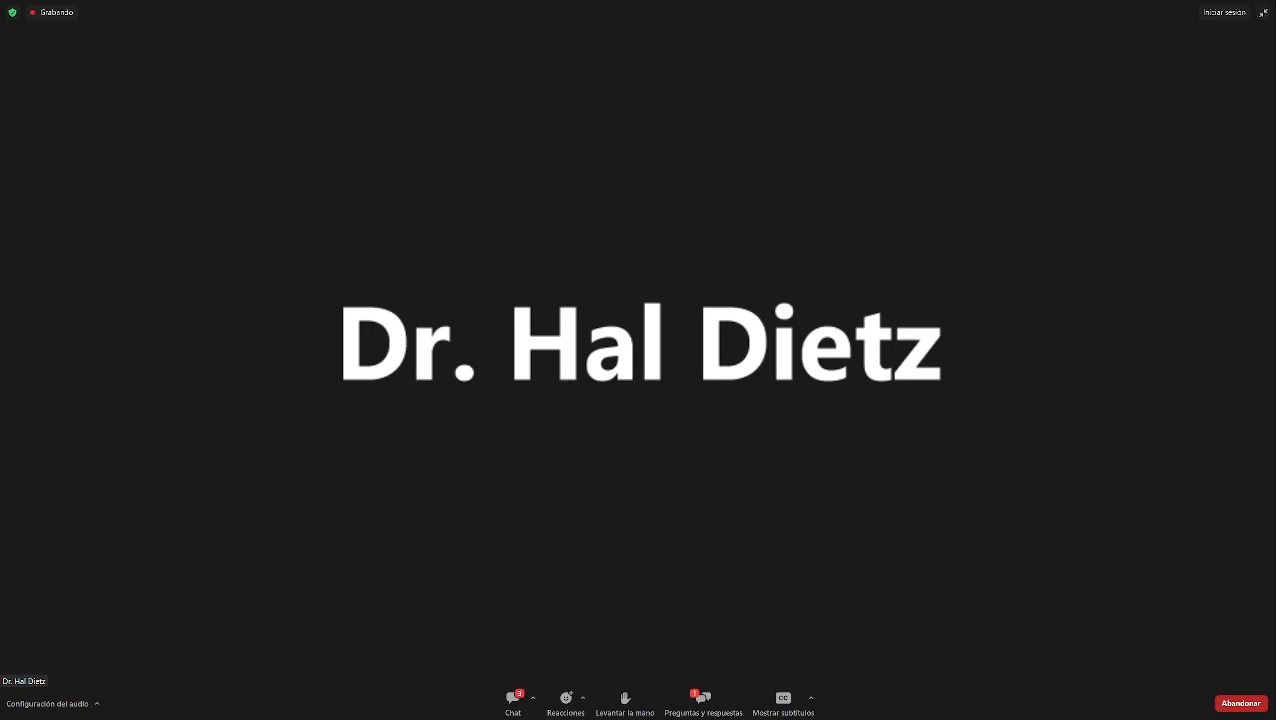 Grabando
Iniciar sesión
Dr. Hal Dietz
Dr. Hal Dietz
Configuración del audio
3
Chat
Reacciones
Levantar la mano
1
Preguntas y respuestas
CC
Mostrar subtítulos
Abandonar